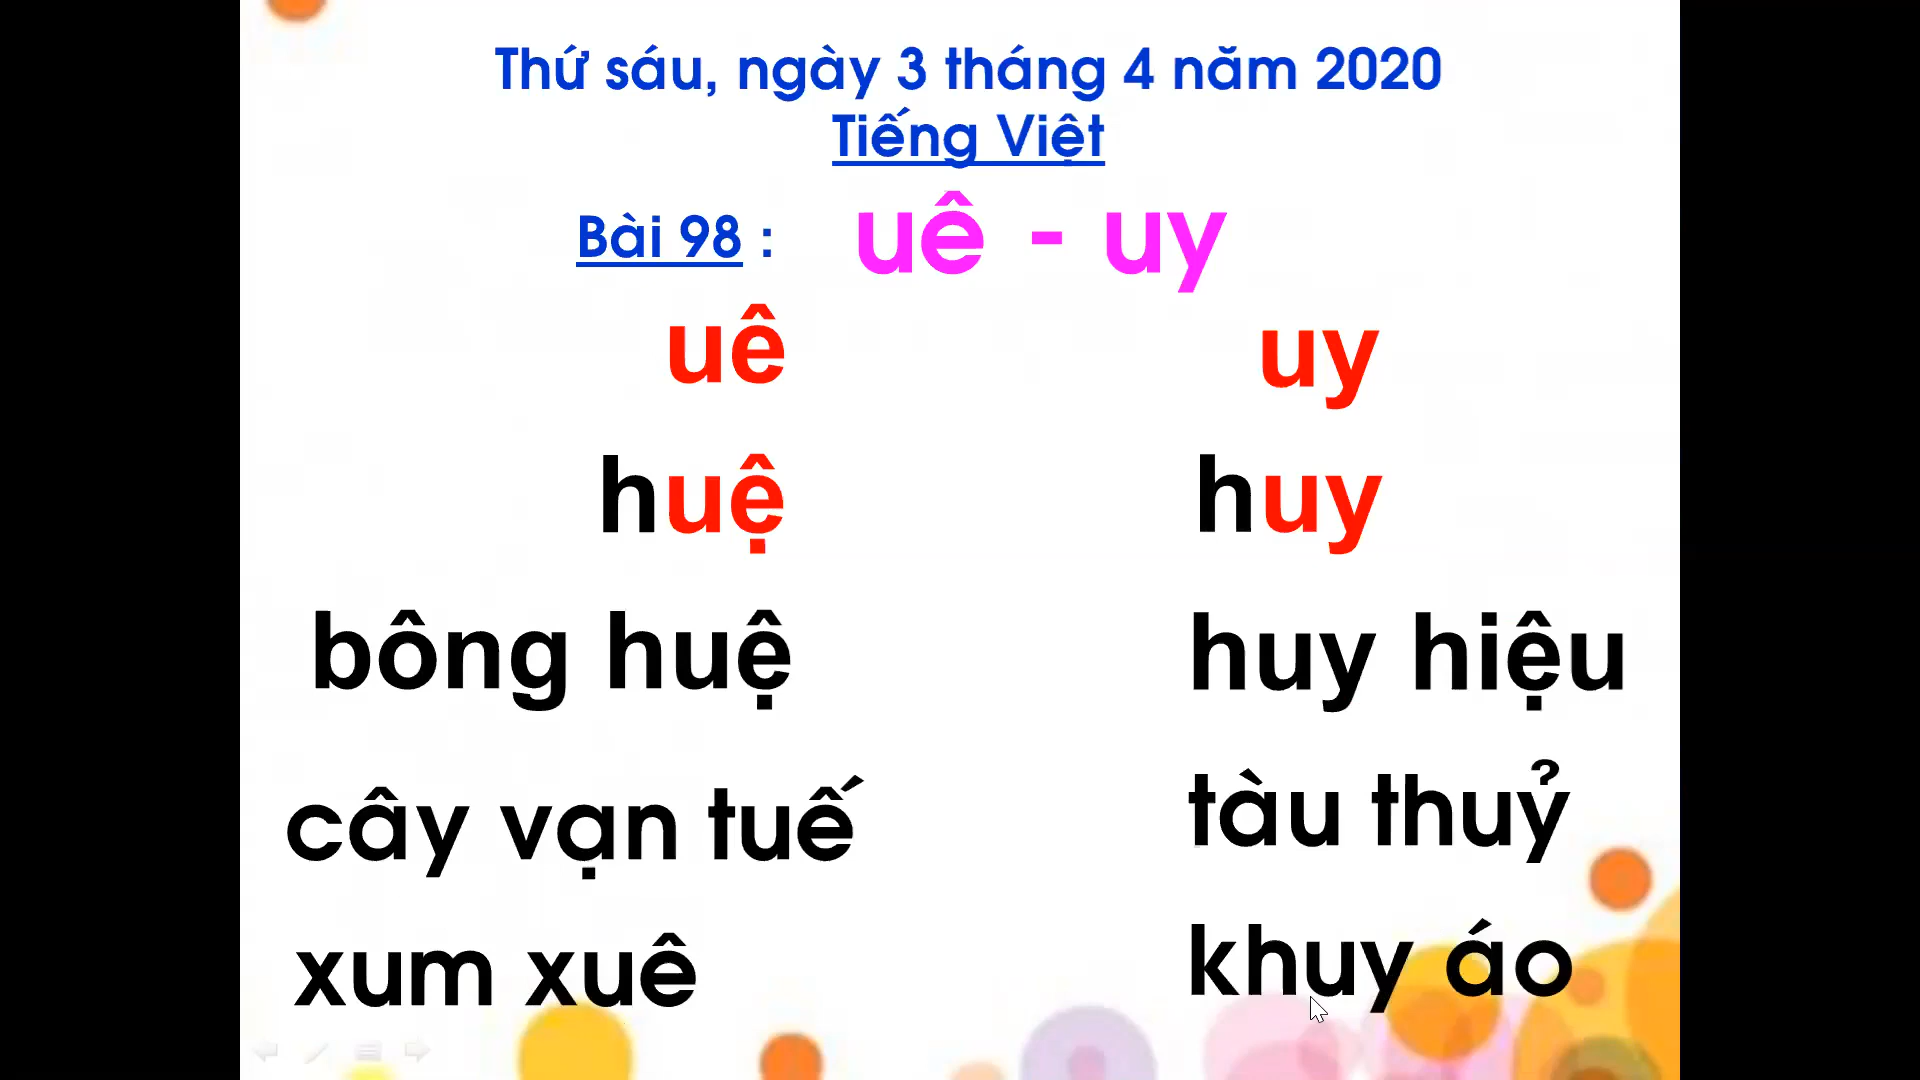 Thứ sáu, ngày 3 tháng 4 năm 2020
Tiếng Việt
Bài 98 : uê - uy
uê uy
huệ huy
bông huệ huy hiệu
cây vạn tuế tàu thuỷ
xum xuê khuy áo